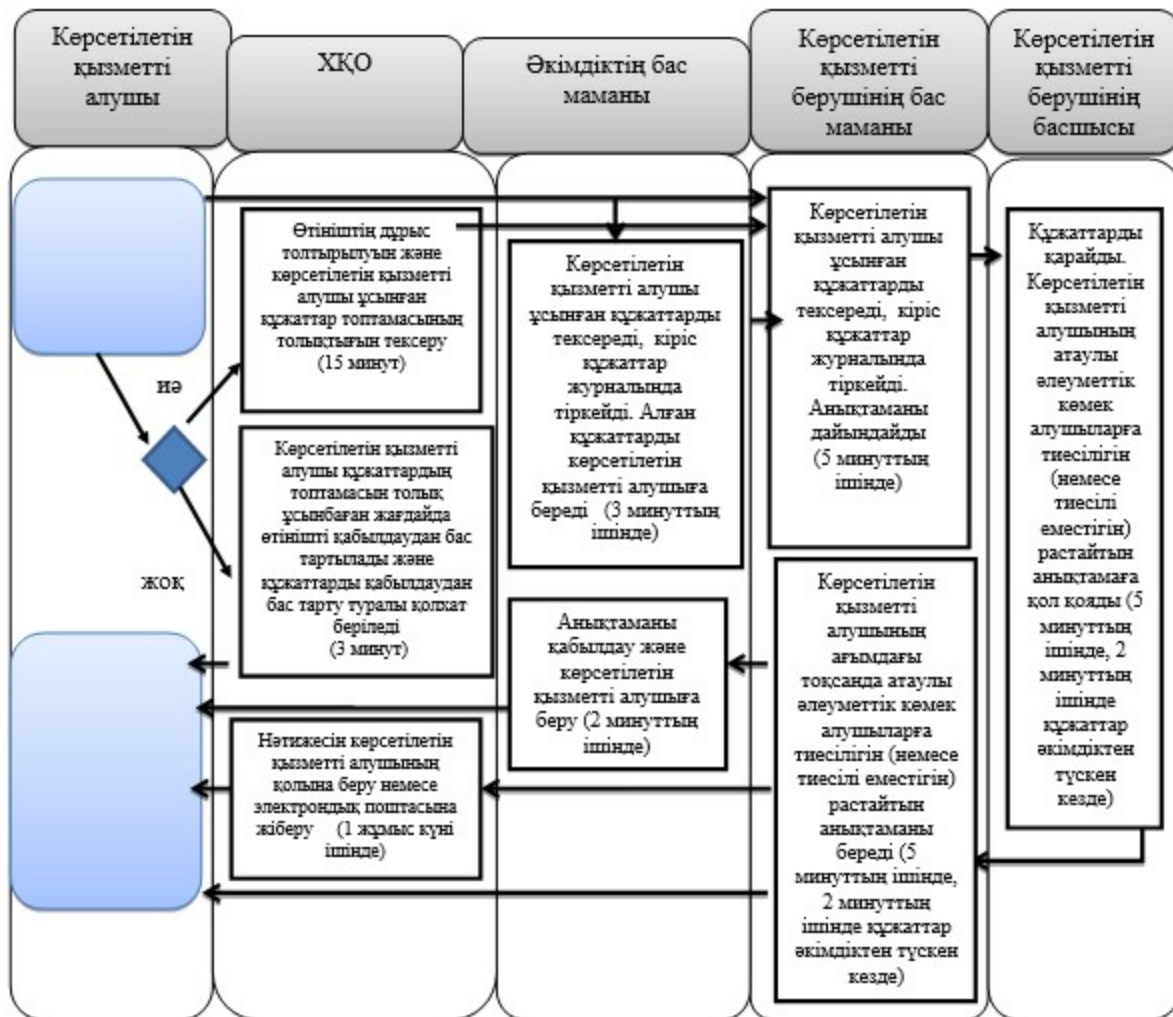 Көрсетілетін
қызметті
алушы
ХҚО
Әкімдіктің бас
маманы
Көрсетілетін
қызметті
берушінің бас
маманы
Көрсетілетін
қызметті
берушінің
басшысы
Өтініштің дұрыс
толтырылуын және
көрсетілетін қызметті
алушы ұсынған
құжаттар топтамасының
толықтығын тексеру
(15 минут)
иә
жоқ
Көрсетілетін қызметті
алушы құжаттардың
топтамасын толық
ұсынбаған жағдайда
өтінішті қабылдаудан бас
тартылады және
құжаттарды қабылдаудан
бас тарту туралы қолхат
беріледі
(3 минут)
Нәтижесін көрсетілетін
қызметті алушының
қолына беру немесе
электрондық поштасына
жіберу (1 жұмыс күні
ішінде)
Көрсетілетін
қызметті алушы
ұсынған құжаттарды
тексереді, кіріс
құжаттар
журналында
тіркейді. Алған
құжаттарды
көрсетілетін
қызметті алушыға
береді (3 минуттың
ішінде)
Анықтаманы
қабылдау және
көрсетілетін
қызметті алушыға
беру (2 минуттың
ішінде)
Көрсетілетін
қызметті алушы
ұсынған
құжаттарды
тексереді, кіріс
құжаттар
журналында
тіркейді.
Анықтаманы
дайындайды
(5 минуттың
ішінде)
Көрсетілетін
қызметті
алушының
ағымдағы
тоқсанда атаулы
әлеуметтік көмек
алушыларға
тиесілігін (немесе
тиесілі еместігін)
растайтын
анықтаманы
береді (5
минуттың ішінде,
2 минуттың
ішінде құжаттар
әкімдіктен түскен
кезде)
Құжаттарды
қарайды.
Көрсетілетін
қызметті
алушының
атаулы
әлеуметтік
көмек
алушыларға
тиесілігін
(немесе
тиесілі
еместігін)
растайтын
анықтамаға
қол қояды (5
минуттың
ішінде, 2
минуттың
ішінде
құжаттар
әкімдіктен
түскен
кезде)